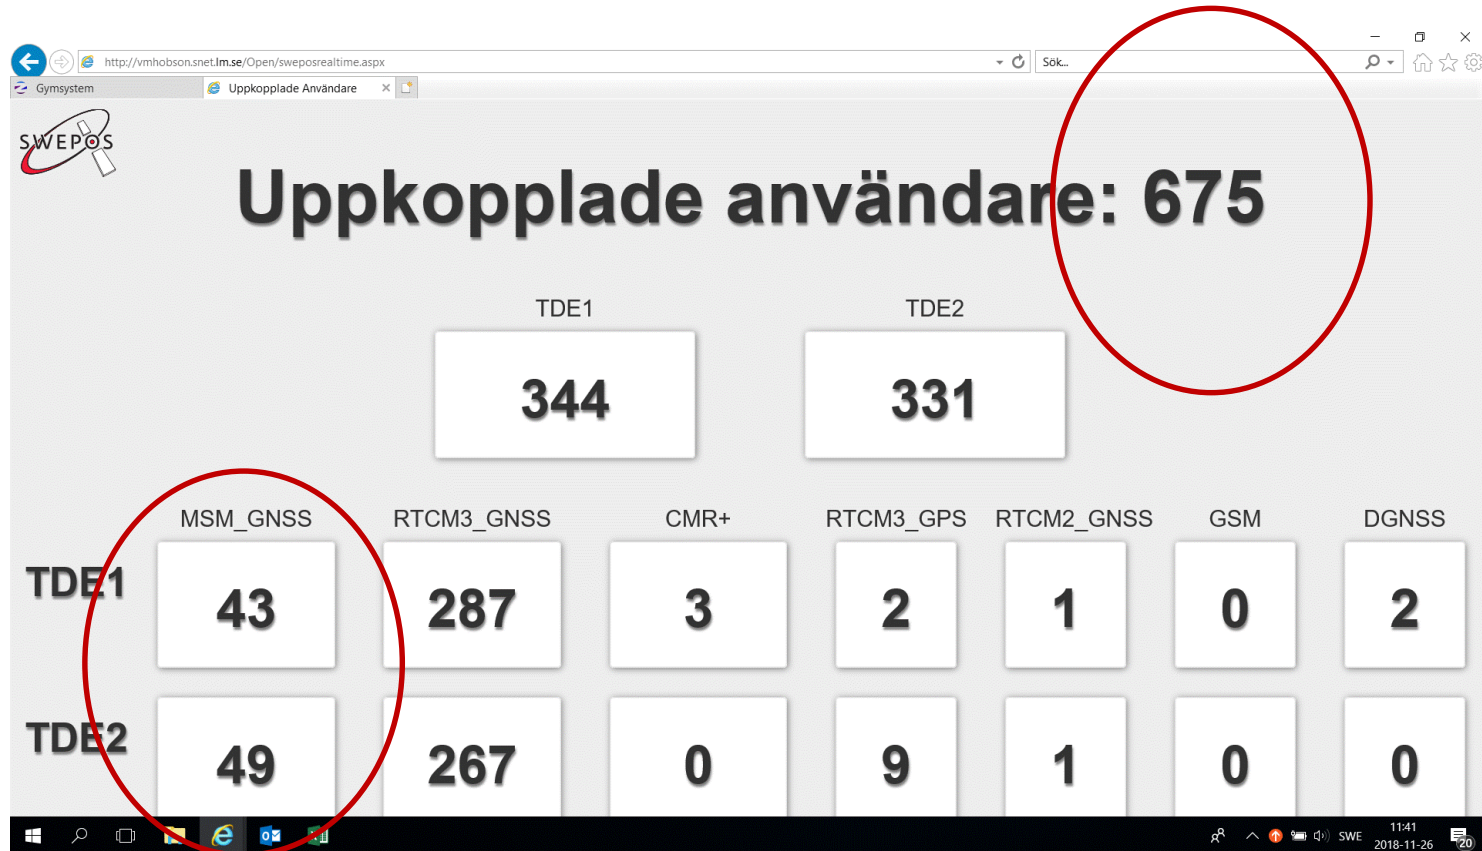 http://vmhobson.snet.lm.se/Open/sweposrealtime.aspx
Sök...
Gymsystem
Uppkopplade Användare
SWEPOS
Uppkopplade användare: 675
TDE1 TDE2
344 331
MSM_GNSS RTCM3_GNSS CMR+ RTCM3_GPS RTCM2_GNSS GSM DGNSS
TDE1 43 287 3 2 1 0 2
TDE2 49 267 0 9 1 0 0
SWE
11:41
2018-11-26
20